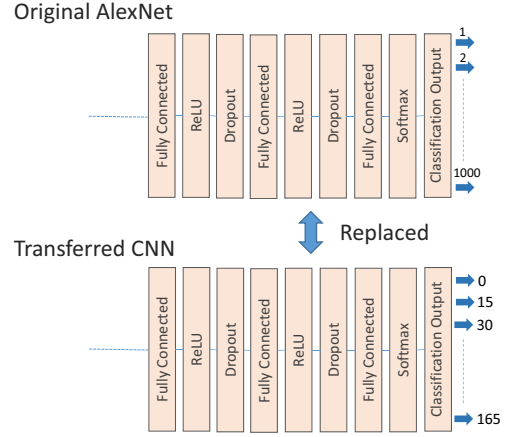 Original AlexNet
Fully Connected
ReLU
Dropout
Fully Connected
ReLU
Dropout
Fully Connected
Softmax
Classification Output
1
2
1000
Replaced
Transferred CNN
Fully Connected
ReLU
Dropout
Fully Connected
ReLU
Dropout
Fully Connected
Softmax
Classification Output
0
15
30
165